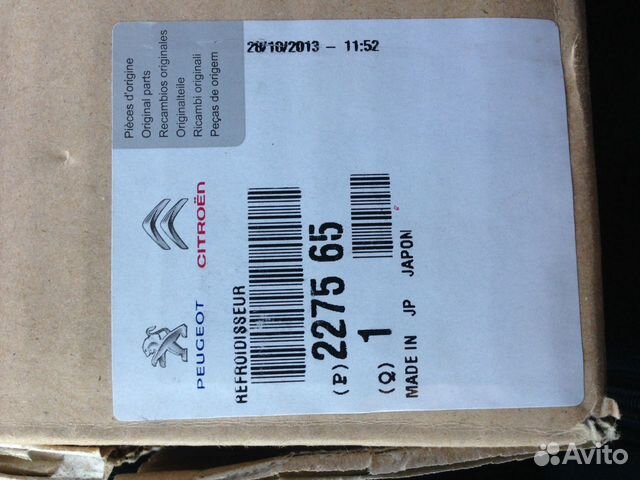 28/10/2013 - 11:52
Pièces d'origine
Original parts
Recambios originales
Originalteile
Ricambi originali
Peças de origem
PEUGEOT CITROËN
REFROIDISSEUR
(P) 2275 65
(Q) 1
MADE IN JP JAPON
Avito